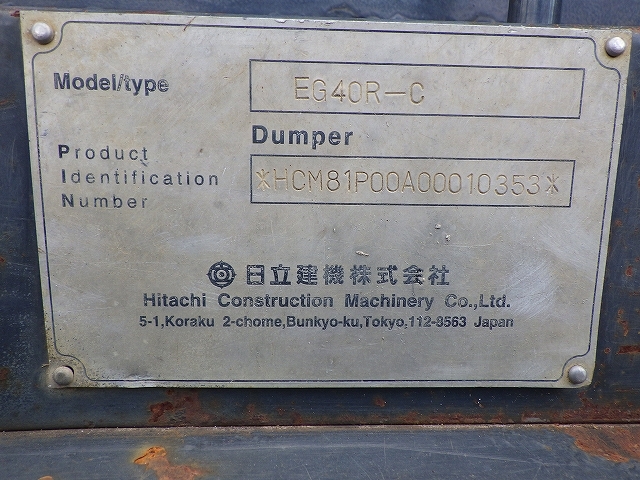 Model/type EG40R-C
Dumper
Product
Identification *HCM81P00A00010353*
Number
日立建機株式会社
Hitachi Construction Machinery Co.,Ltd.
5-1,Koraku 2-chome,Bunkyo-ku,Tokyo,112-8563 Japan